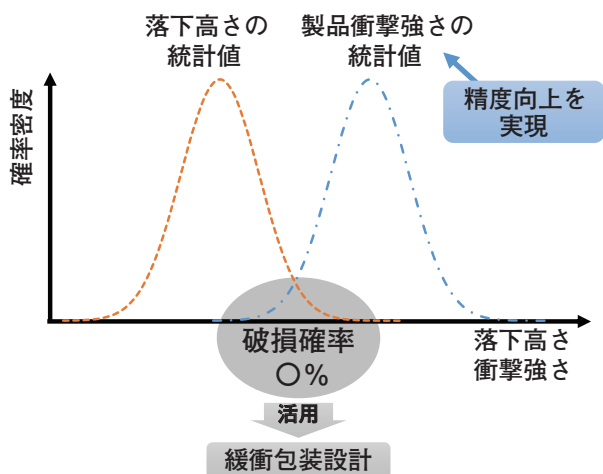 落下高さの
統計値
製品衝撃強さの
統計値
精度向上を
実現
確率密度
落下高さ
衝撃強さ
破損確率
〇%
活用
緩衝包装設計